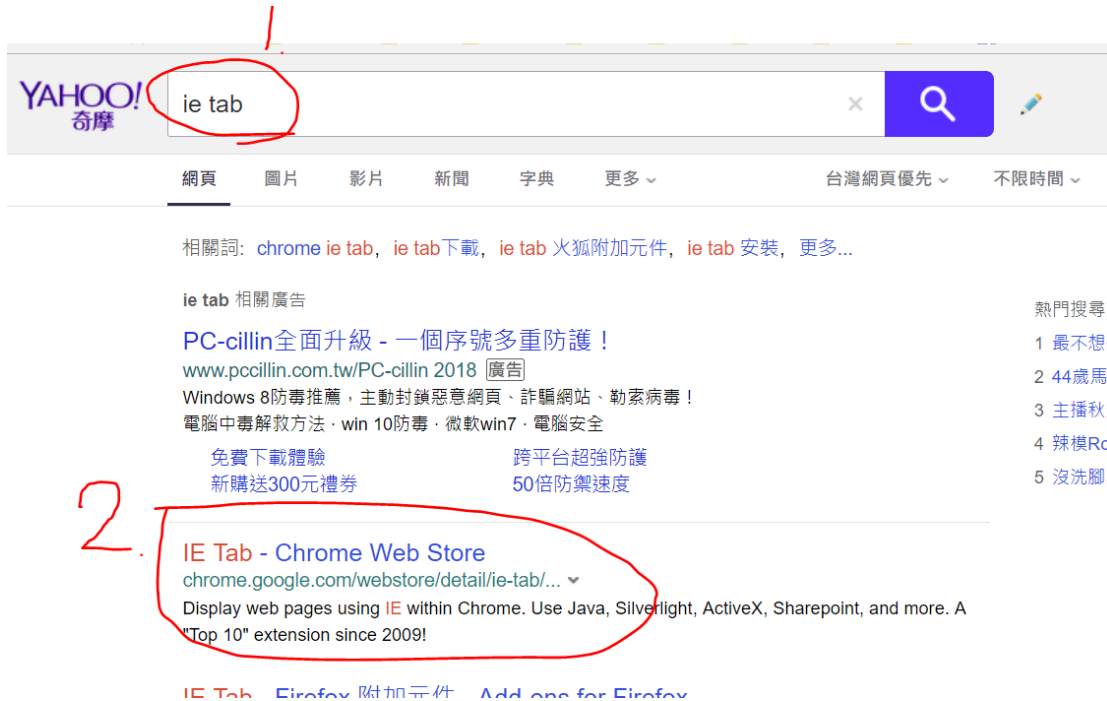 1.
YAHOO!
奇摩
ie tab
網頁 圖片 影片 新聞 字典 更多 台灣網頁優先 不限時間
相關詞: chrome ie tab, ie tab下載, ie tab 火狐附加元件, ie tab 安裝, 更多...
ie tab 相關廣告
PC-cillin全面升級 - 一個序號多重防護！
www.pccillin.com.tw/PC-cillin 2018 廣告
Windows 8防毒推薦，主動封鎖惡意網頁、詐騙網站、勒索病毒！
電腦中毒解救方法 · win 10防毒 · 微軟win7 · 電腦安全
免費下載體驗 跨平台超強防護
新購送300元禮券 50倍防禦速度
2.
IE Tab - Chrome Web Store
chrome.google.com/webstore/detail/ie-tab/...
Display web pages using IE within Chrome. Use Java, Silverlight, ActiveX, Sharepoint, and more. A
"Top 10" extension since 2009!
IE Tab - Firefox 附加元件 - Add-ons for Firefox
熱門搜尋
1 最不想
2 44歲馬
3 主播秋
4 辣模Ro
5 沒洗腳